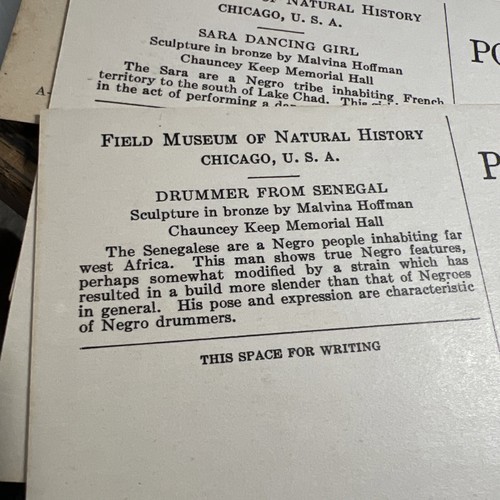 OF NATURAL HISTORY
CHICAGO, U. S. A.
SARA DANCING GIRL
Sculpture in bronze by Malvina Hoffman
Chauncey Keep Memorial Hall
The Sara are a Negro tribe inhabiting French
territory to the south of Lake Chad. This
in the act of performing a
PO
A-
FIELD MUSEUM OF NATURAL HISTORY
CHICAGO, U. S. A.
DRUMMER FROM SENEGAL
Sculpture in bronze by Malvina Hoffman
Chauncey Keep Memorial Hall
The Senegalese are a Negro people inhabiting far
west Africa. This man shows true Negro features,
perhaps somewhat modified by a strain which has
resulted in a build more slender than that of Negroes
in general. His pose and expression are characteristic
of Negro drummers.
THIS SPACE FOR WRITING
P